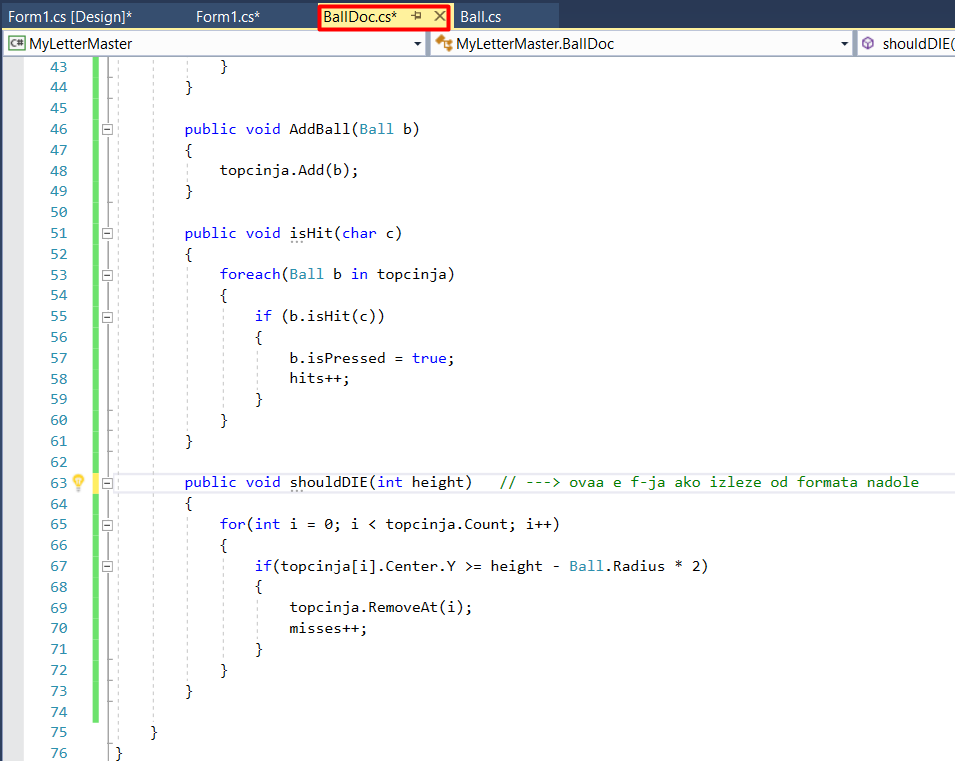 Form1.cs [Design]* Form1.cs* BallDoc.cs* Ball.cs
C# MyLetterMaster MyLetterMaster.BallDoc shouldDIE(
43 }
44 }
45
46 public void AddBall(Ball b)
47 {
48 topcinja.Add(b);
49 }
50
51 public void isHit(char c)
52 {
53 foreach(Ball b in topcinja)
54 {
55 if (b.isHit(c))
56 {
57 b.isPressed = true;
58 hits++;
59 }
60 }
61 }
62
63 public void shouldDIE(int height) // ---> ovaa e f-ja ako izleze od formata nadole
64 {
65 for(int i = 0; i < topcinja.Count; i++)
66 {
67 if(topcinja[i].Center.Y >= height - Ball.Radius * 2)
68 {
69 topcinja.RemoveAt(i);
70 misses++;
71 }
72 }
73 }
74
75 }
76 }